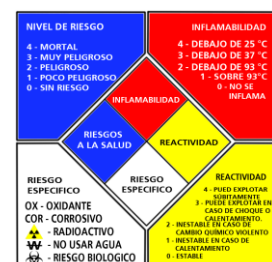 NIVEL DE RIESGO
4 - MORTAL
3 - MUY PELIGROSO
2 - PELIGROSO
1 - POCO PELIGROSO
0 - SIN RIESGO
INFLAMABILIDAD
4 - DEBAJO DE 25 °C
3 - DEBAJO DE 37 °C
2 - DEBAJO DE 93 °C
1 - SOBRE 93°C
0 - NO SE
INFLAMA
INFLAMABILIDAD
RIESGOS
A LA SALUD
REACTIVIDAD
RIESGO
ESPECIFICO
RIESGO
ESPECIFICO
OX - OXIDANTE
COR - CORROSIVO
- RADIOACTIVO
W - NO USAR AGUA
- RIESGO BIOLOGICO
REACTIVIDAD
4 - PUED EXPLOTAR
SÚBITAMENTE
3 - PUEDE EXPLOTAR EN
CASO DE CHOQUE O
CALENTAMIENTO.
2 - INESTABLE EN CASO DE
CAMBIO QUÍMICO VIOLENTO
1 - INESTABLE EN CASO DE
CALENTAMIENTO
0 - ESTABLE